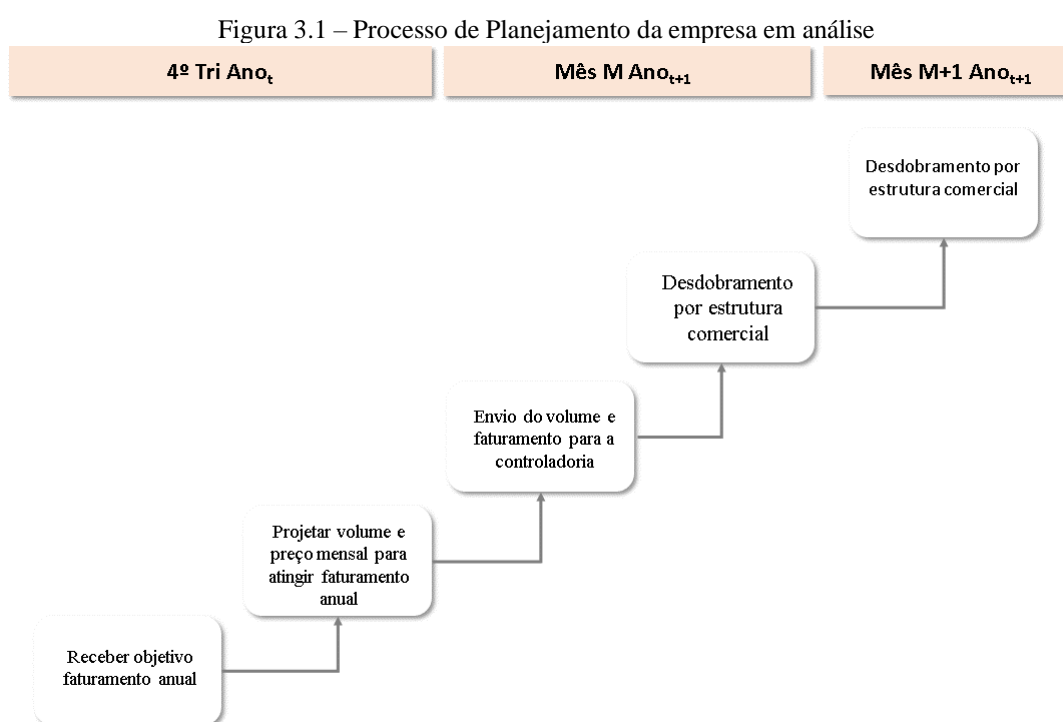 Figura 3.1 – Processo de Planejamento da empresa em análise
4º Tri Anoₜ
Mês M Anoₜ₊₁
Mês M+1 Anoₜ₊₁
Desdobramento por
estrutura comercial
Desdobramento
por estrutura
comercial
Envio do volume e
faturamento para a
controladoria
Projetar volume e
preço mensal para
atingir faturamento
anual
Receber objetivo
faturamento anual